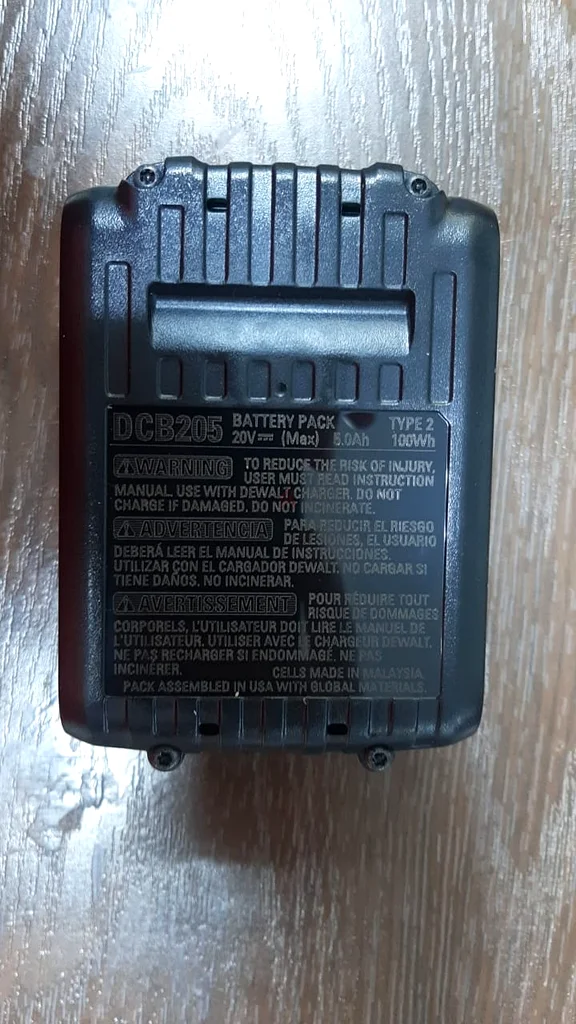 DCB205 BATTERY PACK TYPE 2
20V⎓ (Max) 5.0Ah 100Wh
⚠WARNING TO REDUCE THE RISK OF INJURY,
USER MUST READ INSTRUCTION
MANUAL. USE WITH DEWALT CHARGER. DO NOT
CHARGE IF DAMAGED. DO NOT INCINERATE.
⚠ADVERTENCIA PARA REDUCIR EL RIESGO
DE LESIONES, EL USUARIO
DEBERÁ LEER EL MANUAL DE INSTRUCCIONES.
UTILIZAR CON EL CARGADOR DEWALT. NO CARGAR SI
TIENE DAÑOS. NO INCINERAR.
⚠AVERTISSEMENT POUR RÉDUIRE TOUT
RISQUE DE DOMMAGES
CORPORELS, L'UTILISATEUR DOIT LIRE LE MANUEL DE
L'UTILISATEUR. UTILISER AVEC LE CHARGEUR DEWALT.
NE PAS RECHARGER SI ENDOMMAGÉ. NE PAS
INCINÉRER. CELLS MADE IN MALAYSIA
PACK ASSEMBLED IN USA WITH GLOBAL MATERIALS.